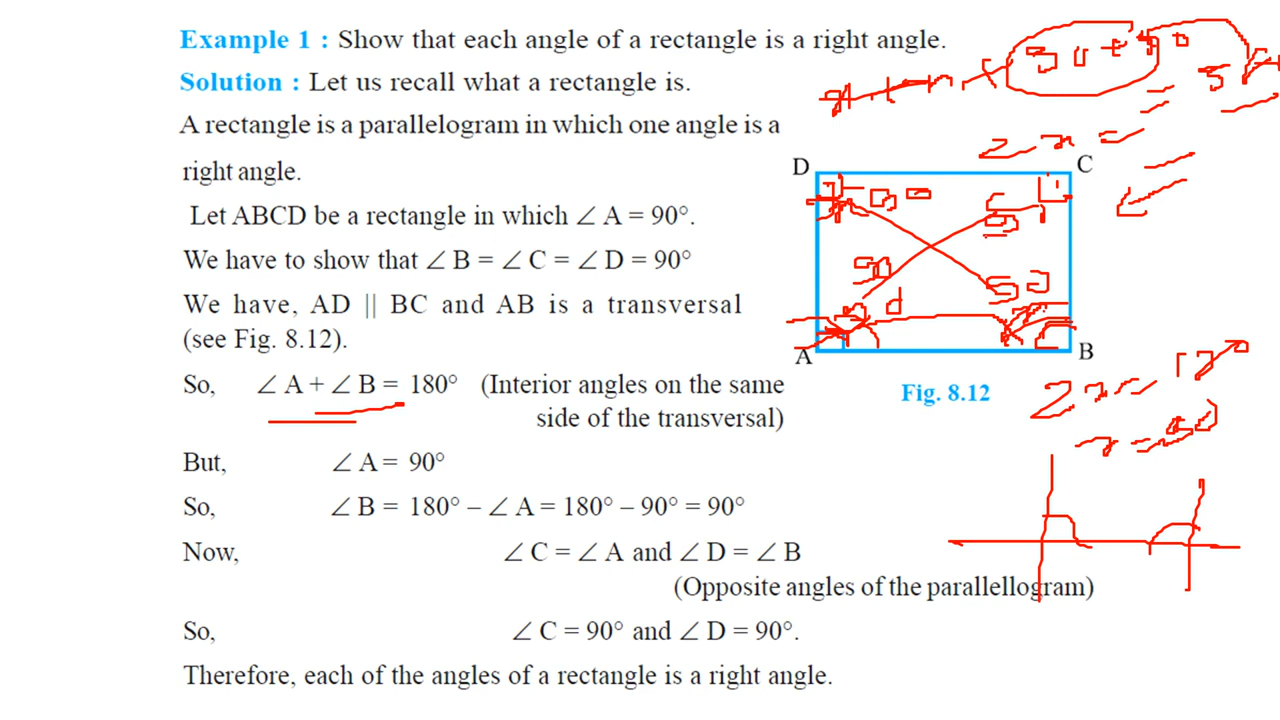 Example 1 : Show that each angle of a rectangle is a right angle.
Solution : Let us recall what a rectangle is.
A rectangle is a parallelogram in which one angle is a
right angle.
Let ABCD be a rectangle in which ∠ A = 90°.
We have to show that ∠ B = ∠ C = ∠ D = 90°
We have, AD || BC and AB is a transversal
(see Fig. 8.12).
So, ∠ A + ∠ B = 180° (Interior angles on the same
side of the transversal)
But, ∠ A = 90°
So, ∠ B = 180° – ∠ A = 180° – 90° = 90°
Now, ∠ C = ∠ A and ∠ D = ∠ B
(Opposite angles of the parallellogram)
So, ∠ C = 90° and ∠ D = 90°.
Therefore, each of the angles of a rectangle is a right angle.
D
C
A
B
Fig. 8.12